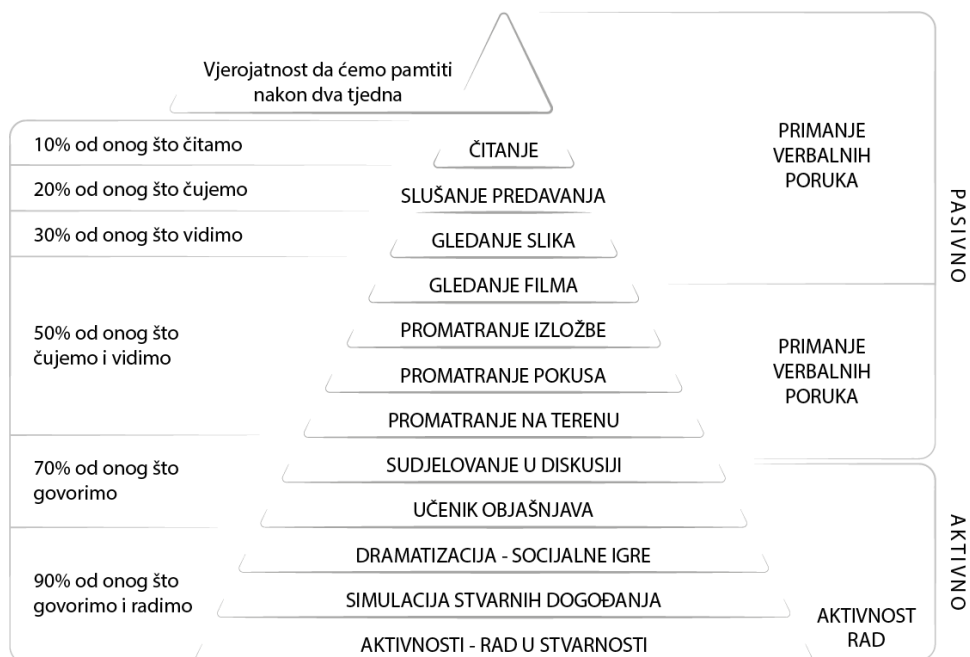 Vjerojatnost da ćemo pamtiti
nakon dva tjedna
10% od onog što čitamo
20% od onog što čujemo
30% od onog što vidimo
50% od onog što
čujemo i vidimo
70% od onog što
govorimo
90% od onog što
govorimo i radimo
ČITANJE
SLUŠANJE PREDAVANJA
GLEDANJE SLIKA
GLEDANJE FILMA
PROMATRANJE IZLOŽBE
PROMATRANJE POKUSA
PROMATRANJE NA TERENU
SUDJELOVANJE U DISKUSIJI
UČENIK OBJAŠNJAVA
DRAMATIZACIJA - SOCIJALNE IGRE
SIMULACIJA STVARNIH DOGOĐANJA
AKTIVNOSTI - RAD U STVARNOSTI
PRIMANJE
VERBALNIH
PORUKA
PRIMANJE
VERBALNIH
PORUKA
AKTIVNOST
RAD
PASIVNO
AKTIVNO